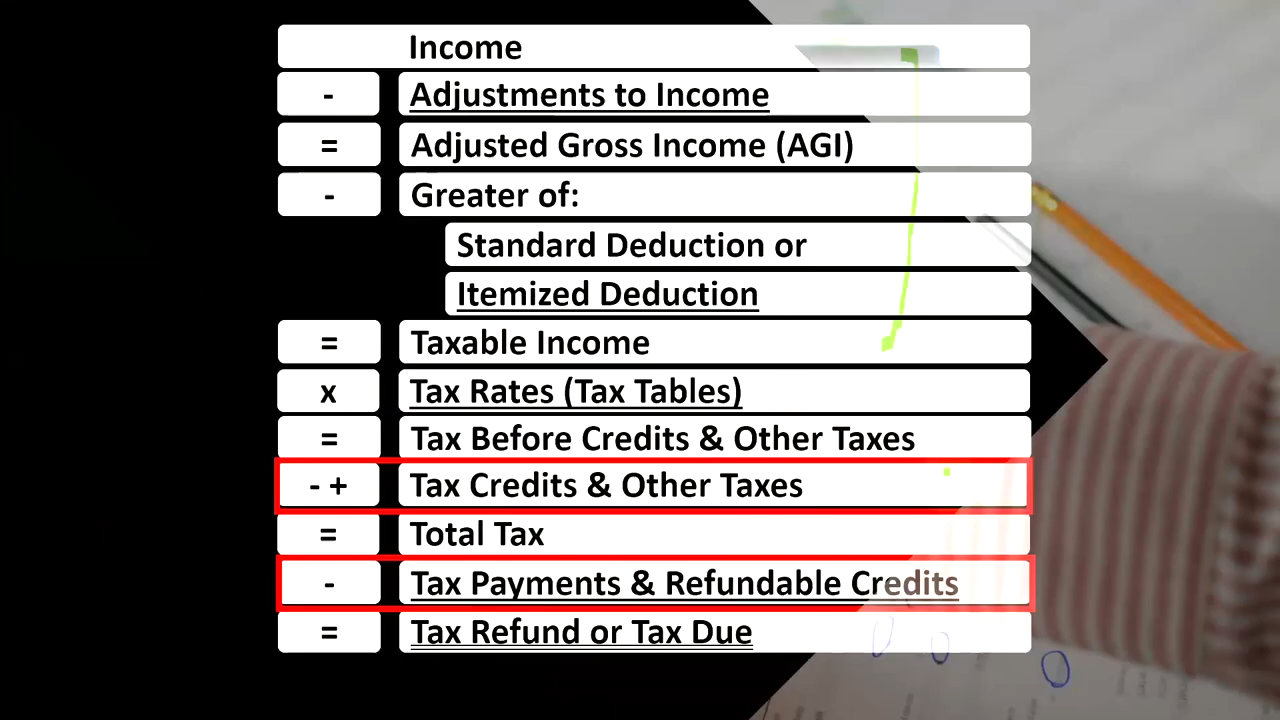 Income
- Adjustments to Income
= Adjusted Gross Income (AGI)
- Greater of:
Standard Deduction or
Itemized Deduction
= Taxable Income
x Tax Rates (Tax Tables)
= Tax Before Credits & Other Taxes
- + Tax Credits & Other Taxes
= Total Tax
- Tax Payments & Refundable Credits
= Tax Refund or Tax Due